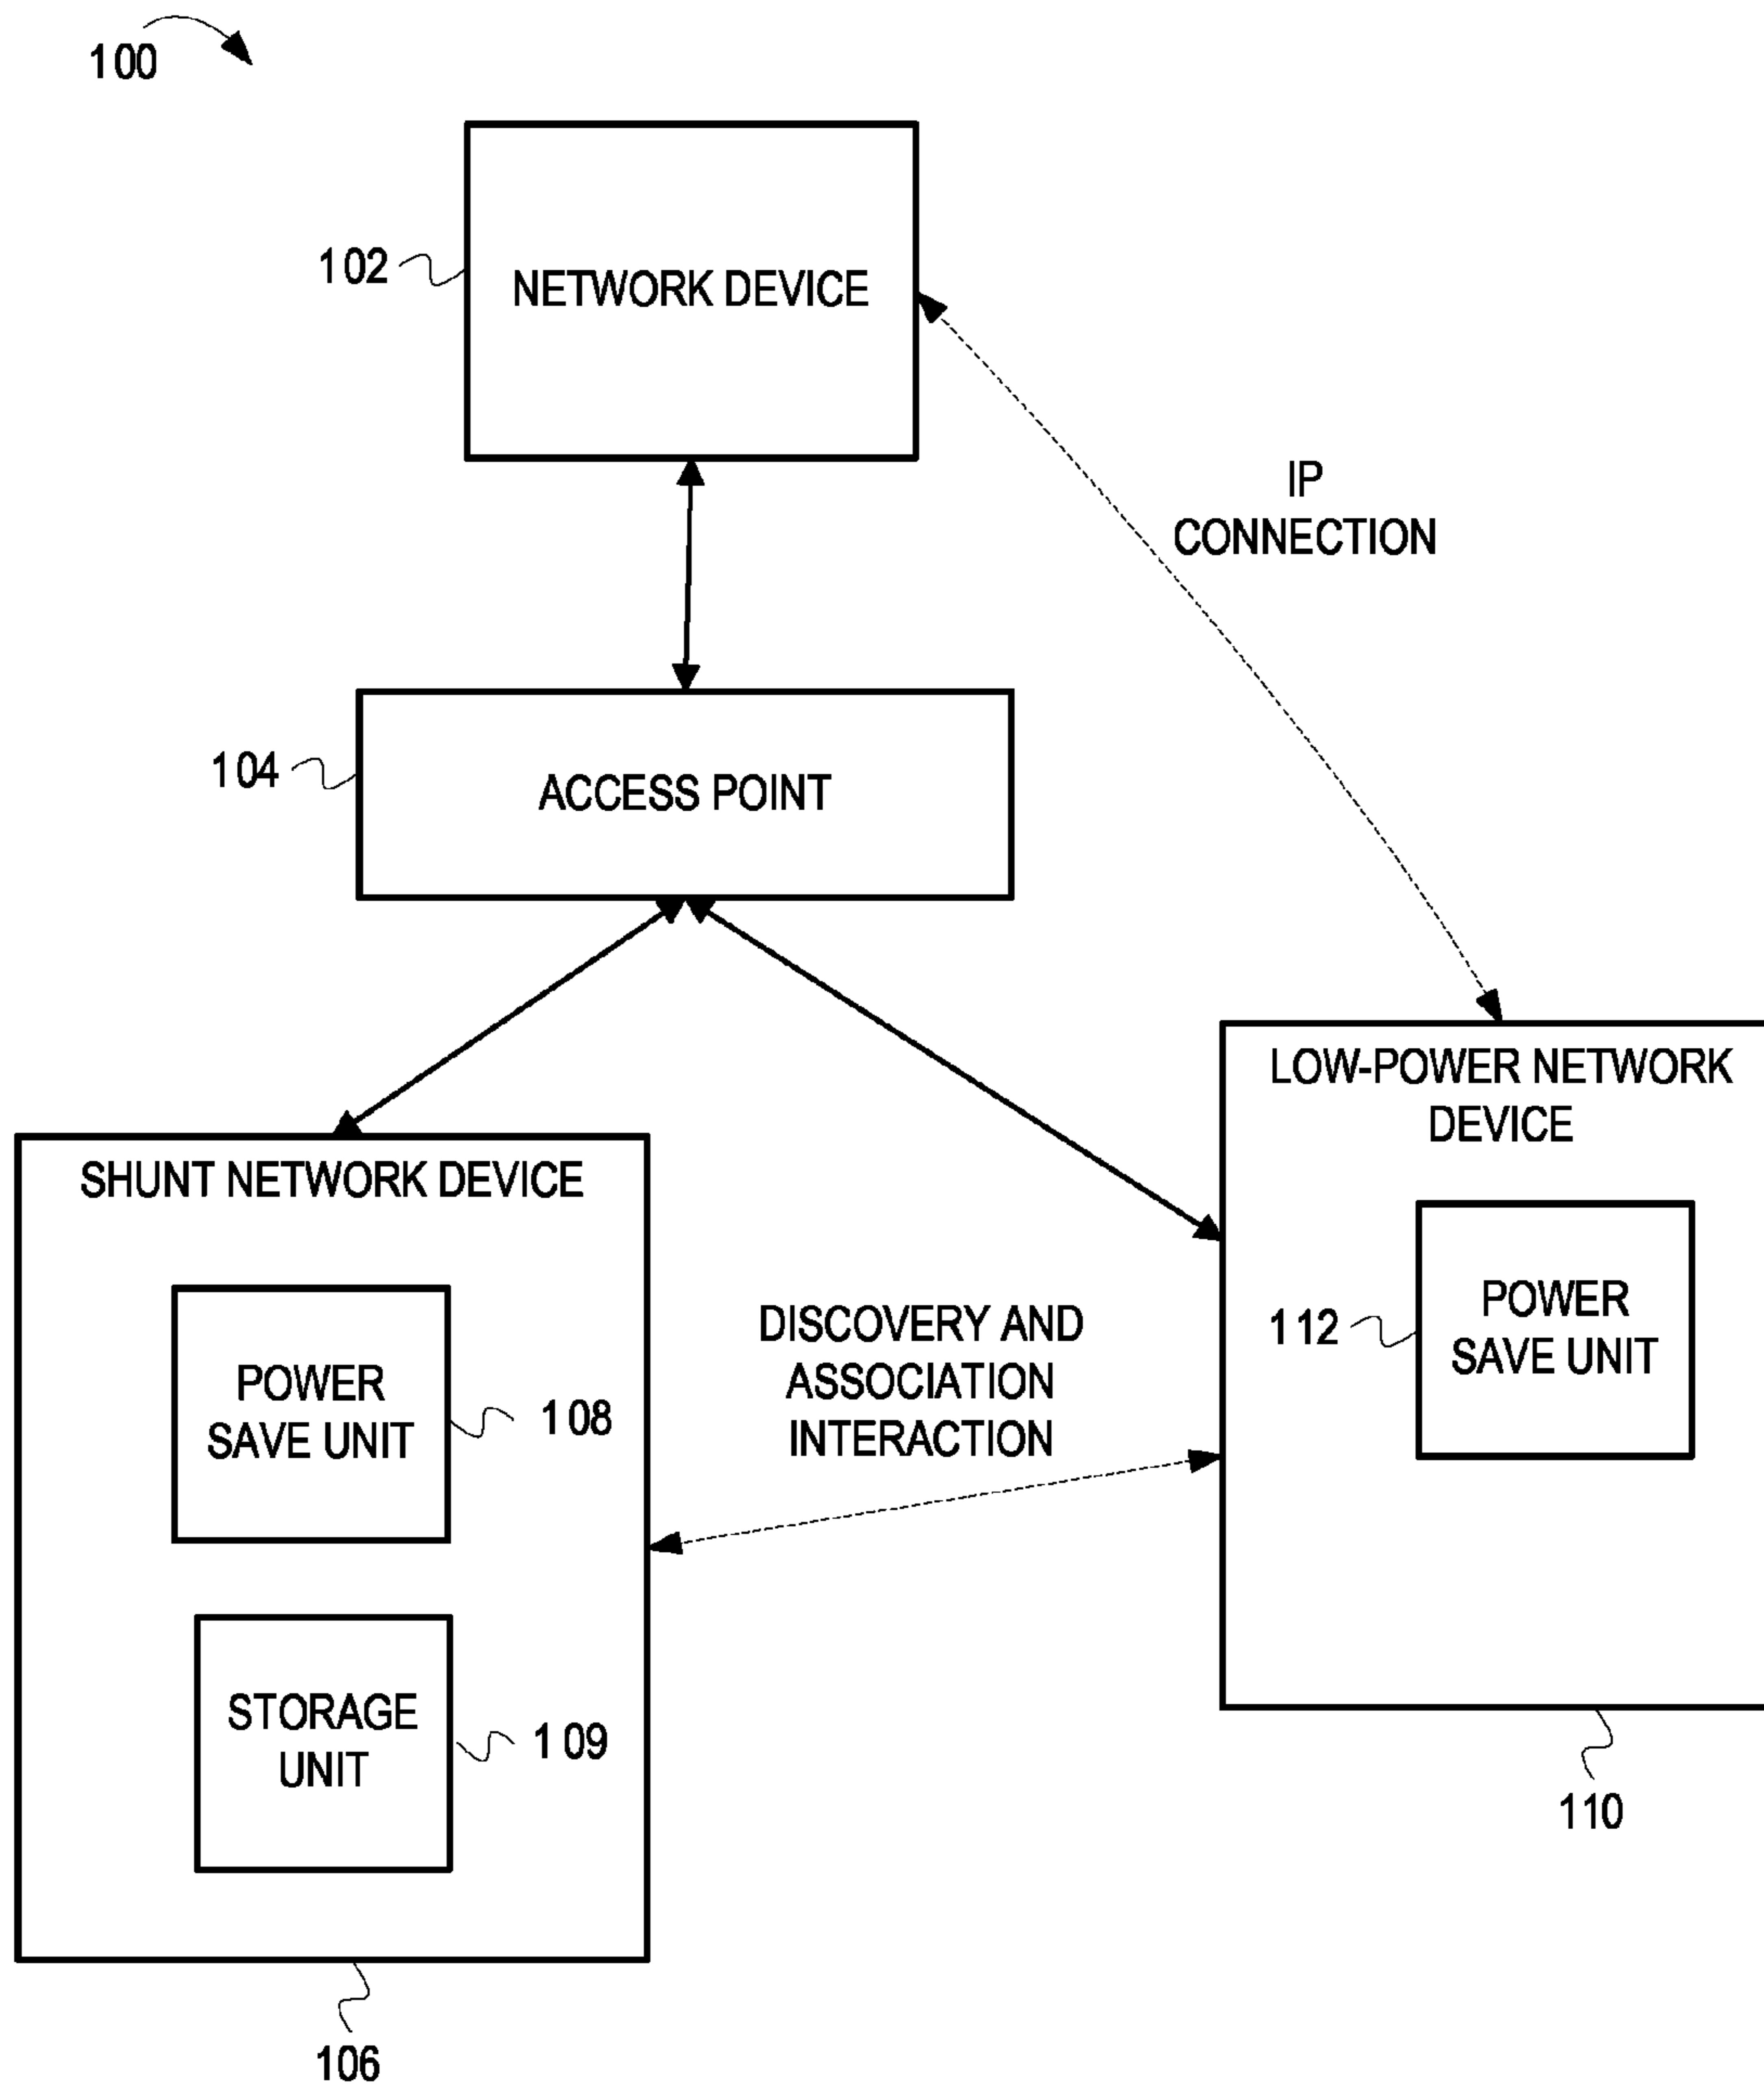 100
102
NETWORK DEVICE
IP
CONNECTION
104
ACCESS POINT
LOW-POWER NETWORK
DEVICE
SHUNT NETWORK DEVICE
POWER
SAVE UNIT
112
DISCOVERY AND
ASSOCIATION
INTERACTION
POWER
SAVE UNIT
108
STORAGE
UNIT
109
110
106